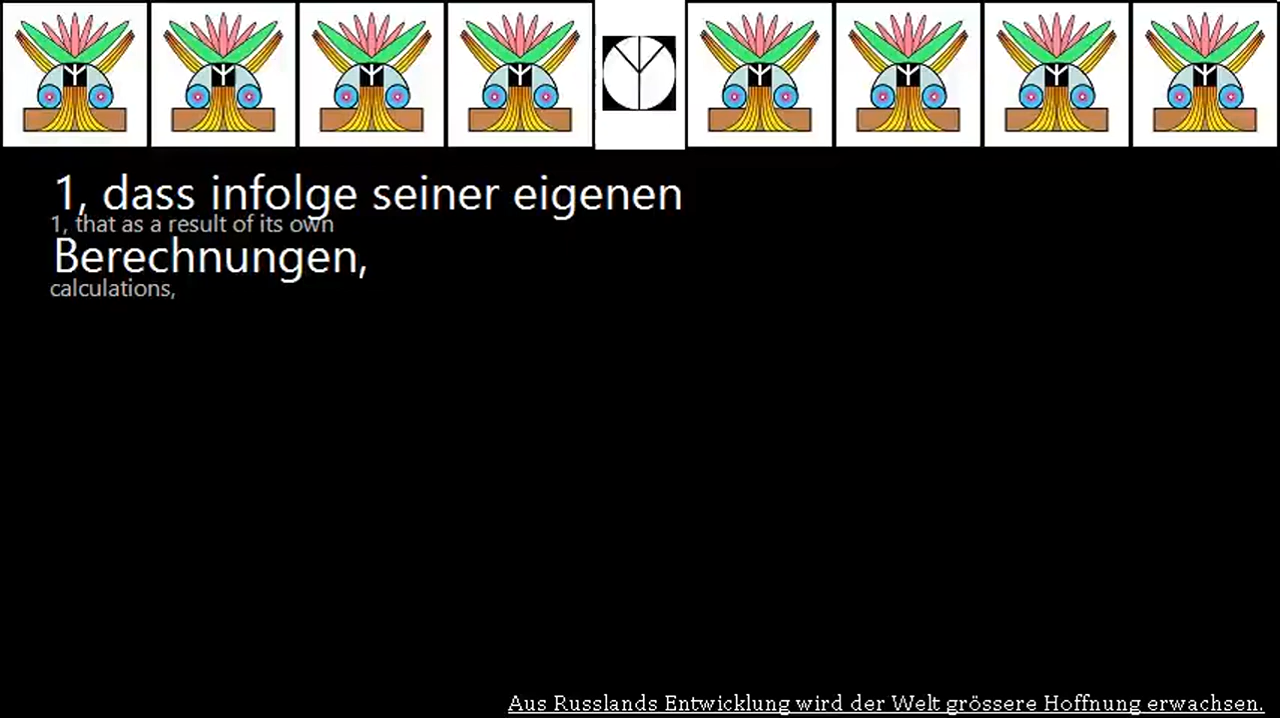 1, dass infolge seiner eigenen
1, that as a result of its own
Berechnungen,
calculations,
Aus Russlands Entwicklung wird der Welt grössere Hoffnung erwachsen.